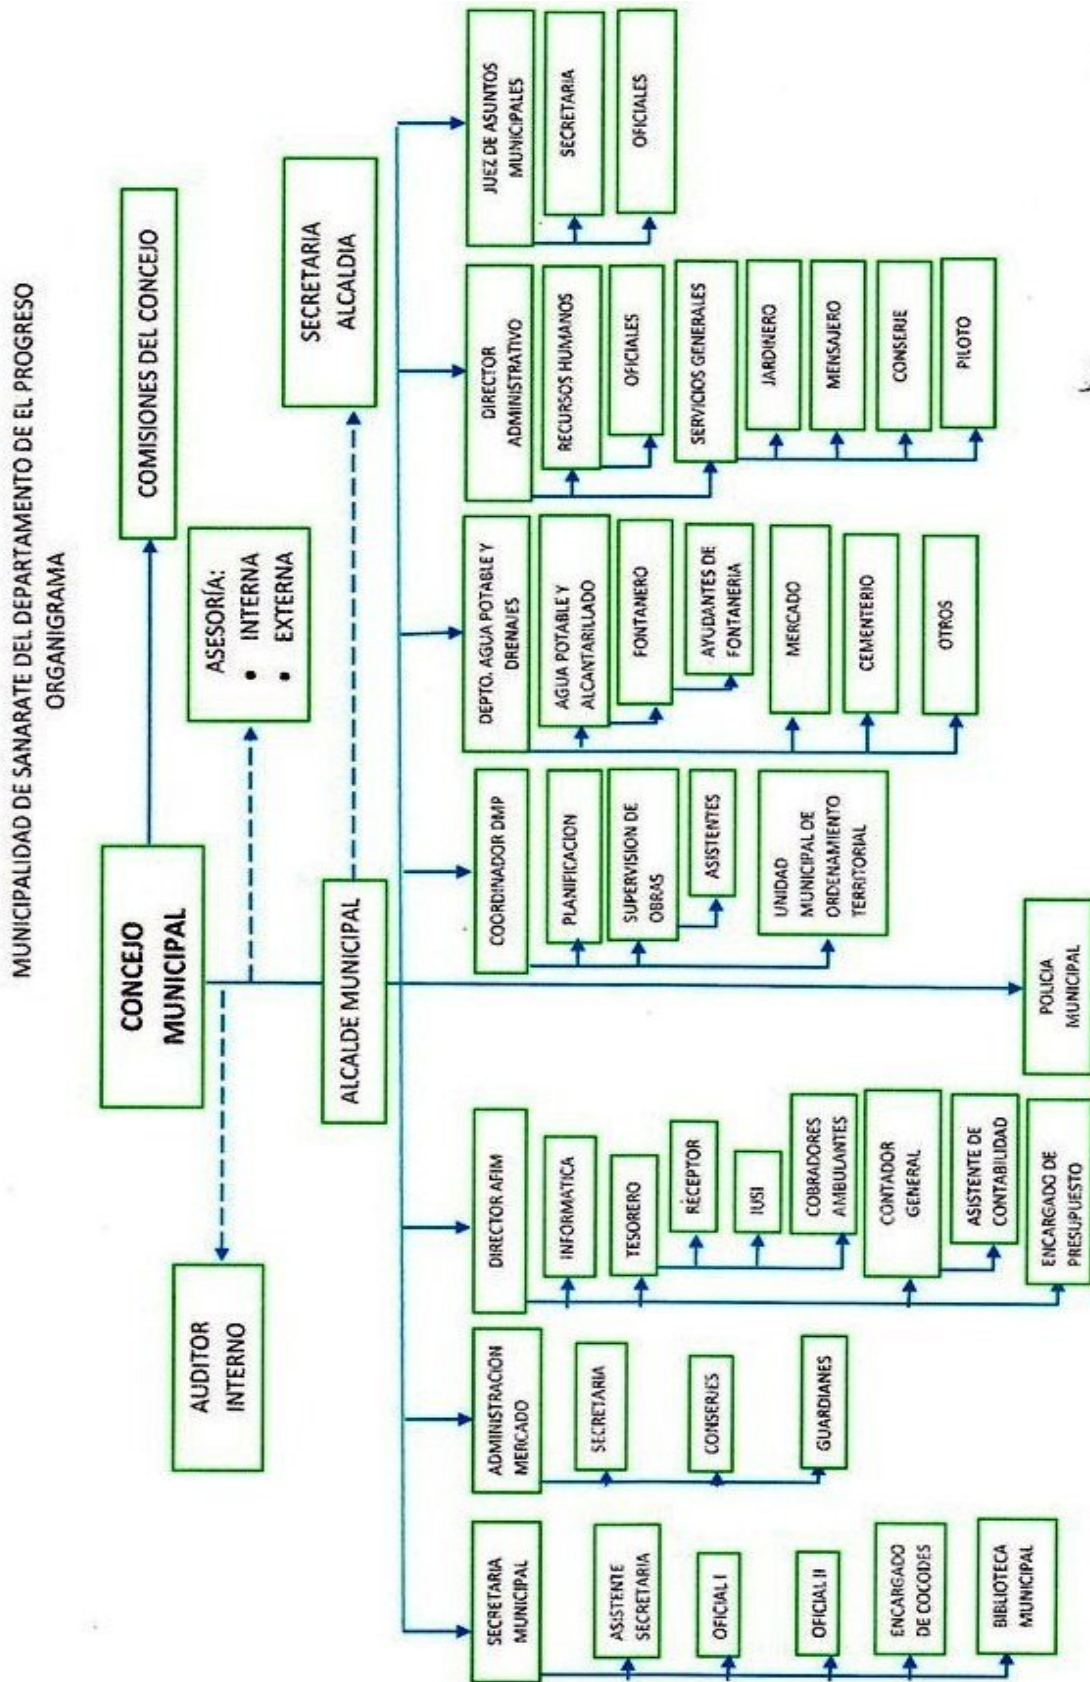 MUNICIPALIDAD DE SANARATE DEL DEPARTAMENTO DE EL PROGRESO
ORGANIGRAMA
CONCEJO
MUNICIPAL
COMISIONES DEL CONCEJO
AUDITOR
INTERNO
ASESORÍA:
• INTERNA
• EXTERNA
ALCALDE MUNICIPAL
SECRETARIA
ALCALDIA
SECRETARIA
MUNICIPAL
ASISTENTE
SECRETARIA
OFICIAL I
OFICIAL II
ENCARGADO
DE COCODES
BIBLIOTECA
MUNICIPAL
ADMINISTRACION
MERCADO
SECRETARIA
CONSERJES
GUARDIANES
DIRECTOR AFIM
INFORMATICA
TESORERO
RECEPTOR
IUSI
COBRADORES
AMBULANTES
CONTADOR
GENERAL
ASISTENTE DE
CONTABILIDAD
ENCARGADO DE
PRESUPUESTO
POLICIA
MUNICIPAL
COORDINADOR DMP
PLANIFICACION
SUPERVISION DE
OBRAS
ASISTENTES
UNIDAD
MUNICIPAL DE
ORDENAMIENTO
TERRITORIAL
DEPTO. AGUA POTABLE Y
DRENAJES
AGUA POTABLE Y
ALCANTARILLADO
FONTANERO
AYUDANTES DE
FONTANERIA
MERCADO
CEMENTERIO
OTROS
DIRECTOR
ADMINISTRATIVO
RECURSOS HUMANOS
OFICIALES
SERVICIOS GENERALES
JARDINERO
MENSAJERO
CONSERJE
PILOTO
JUEZ DE ASUNTOS
MUNICIPALES
SECRETARIA
OFICIALES